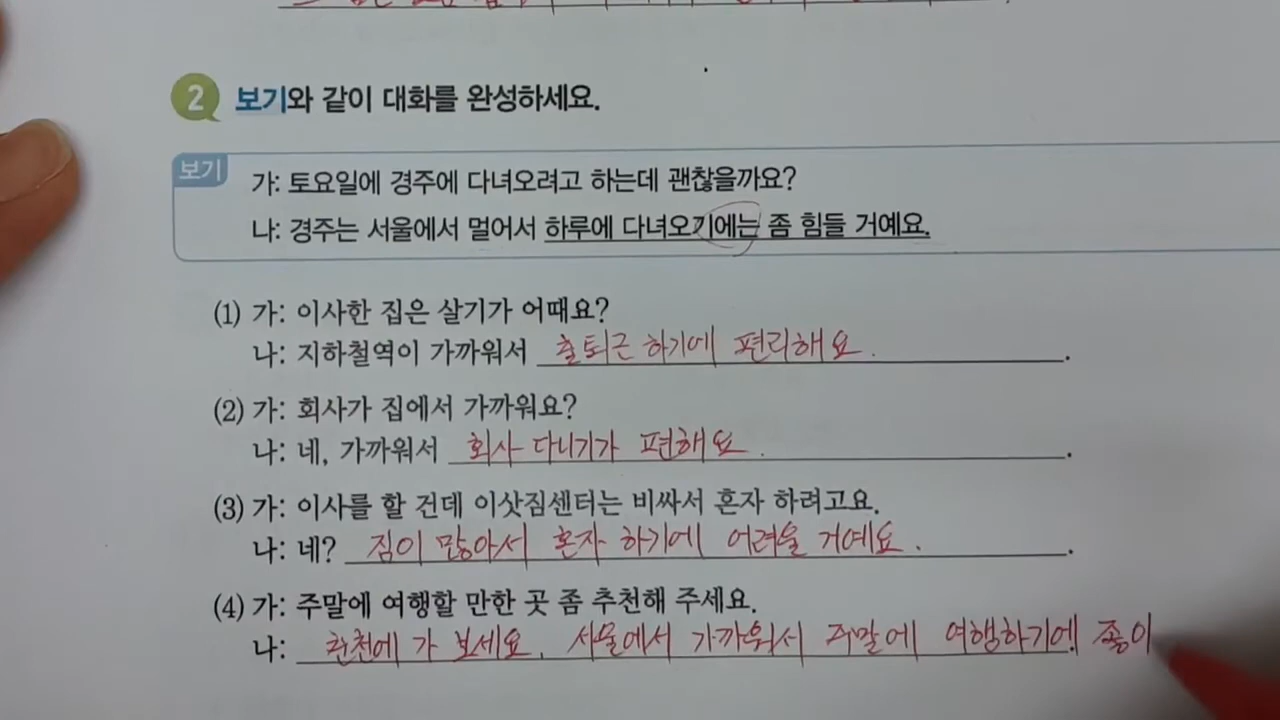 2 보기와 같이 대화를 완성하세요.
보기
가: 토요일에 경주에 다녀오려고 하는데 괜찮을까요?
나: 경주는 서울에서 멀어서 하루에 다녀오기에는 좀 힘들 거예요.
(1) 가: 이사한 집은 살기가 어때요?
나: 지하철역이 가까워서 출퇴근 하기에 편리해요.
(2) 가: 회사가 집에서 가까워요?
나: 네, 가까워서 회사 다니기가 편해요.
(3) 가: 이사를 할 건데 이삿짐센터는 비싸서 혼자 하려고요.
나: 네? 짐이 많아서 혼자 하기에 어려울 거예요.
(4) 가: 주말에 여행할 만한 곳 좀 추천해 주세요.
나: 춘천에 가 보세요. 서울에서 가까워서 주말에 여행하기에 좋이